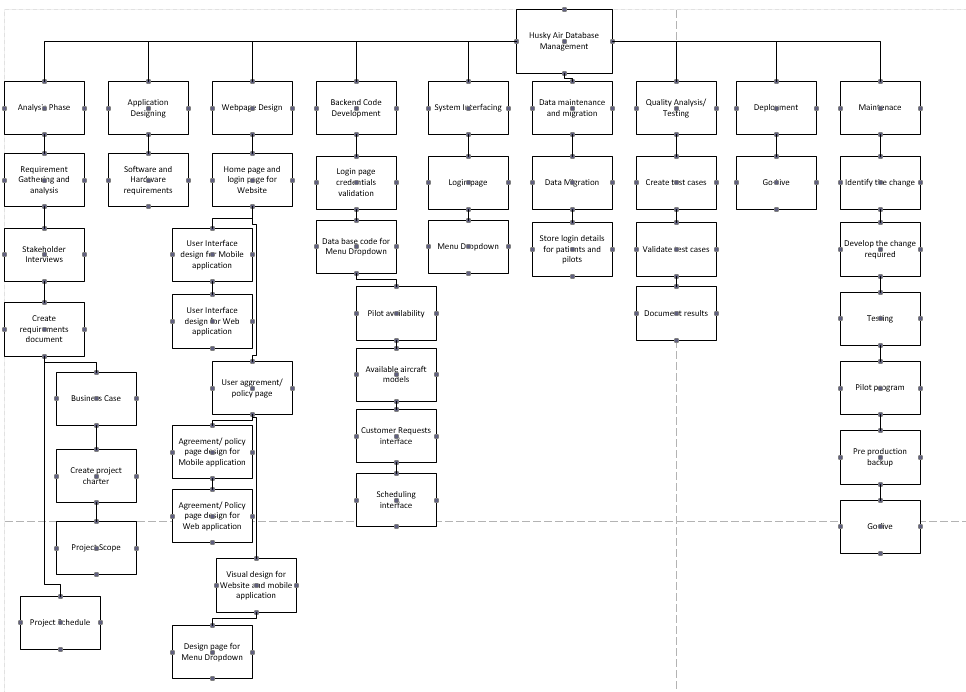 Husky Air Database
Management
Analysis Phase
Application
Designing
Webpage Design
Backend Code
Development
System Interfacing
Data maintenance
and migration
Quality Analysis/
Testing
Deployment
Maintenace
Requirement
Gathering and
analysis
Software and
Hardware
requirements
Home page and
login page for
Website
Login page
credentials
validation
Login page
Data Migration
Create test cases
Go-live
Identify the change
Stakeholder
Interviews
User Interface
design for Mobile
application
Data base code for
Menu Dropdown
Menu Dropdown
Store login details
for patients and
pilots
Validate test cases
Develop the change
required
Create
requirements
document
User Interface
design for Web
application
Pilot availability
Document results
Testing
Business Case
User aggrement/
policy page
Available aircraft
models
Pilot program
Create project
charter
Agreement/ policy
page design for
Mobile application
Customer Requests
interface
Pre production
backup
Project Scope
Agreement/ Policy
page design for
Web application
Scheduling
interface
Go live
Project Schedule
Visual design for
Website and mobile
application
Design page for
Menu Dropdown